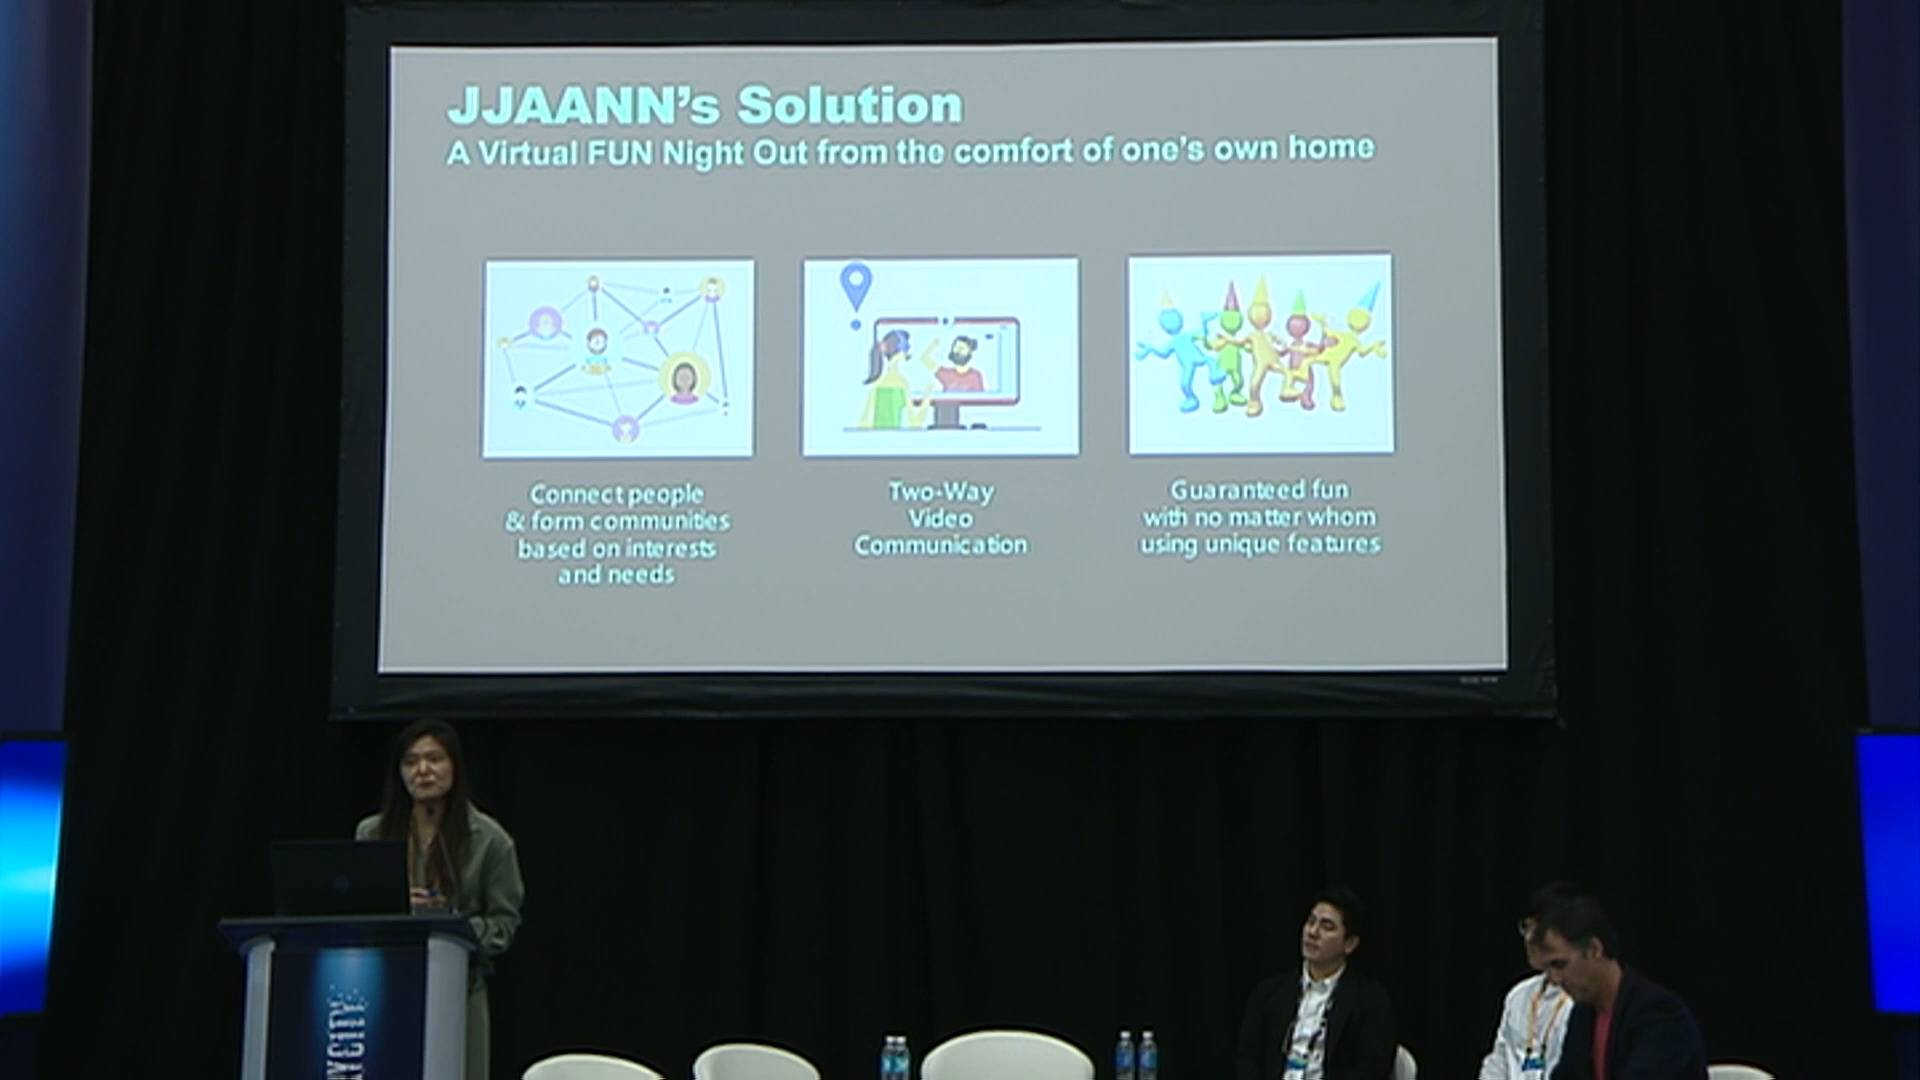 JJAANN's Solution
A Virtual FUN Night Out from the comfort of one's own home
Connect people
& form communities
based on interests
and needs
Two-Way
Video
Communication
Guaranteed fun
with no matter whom
using unique features